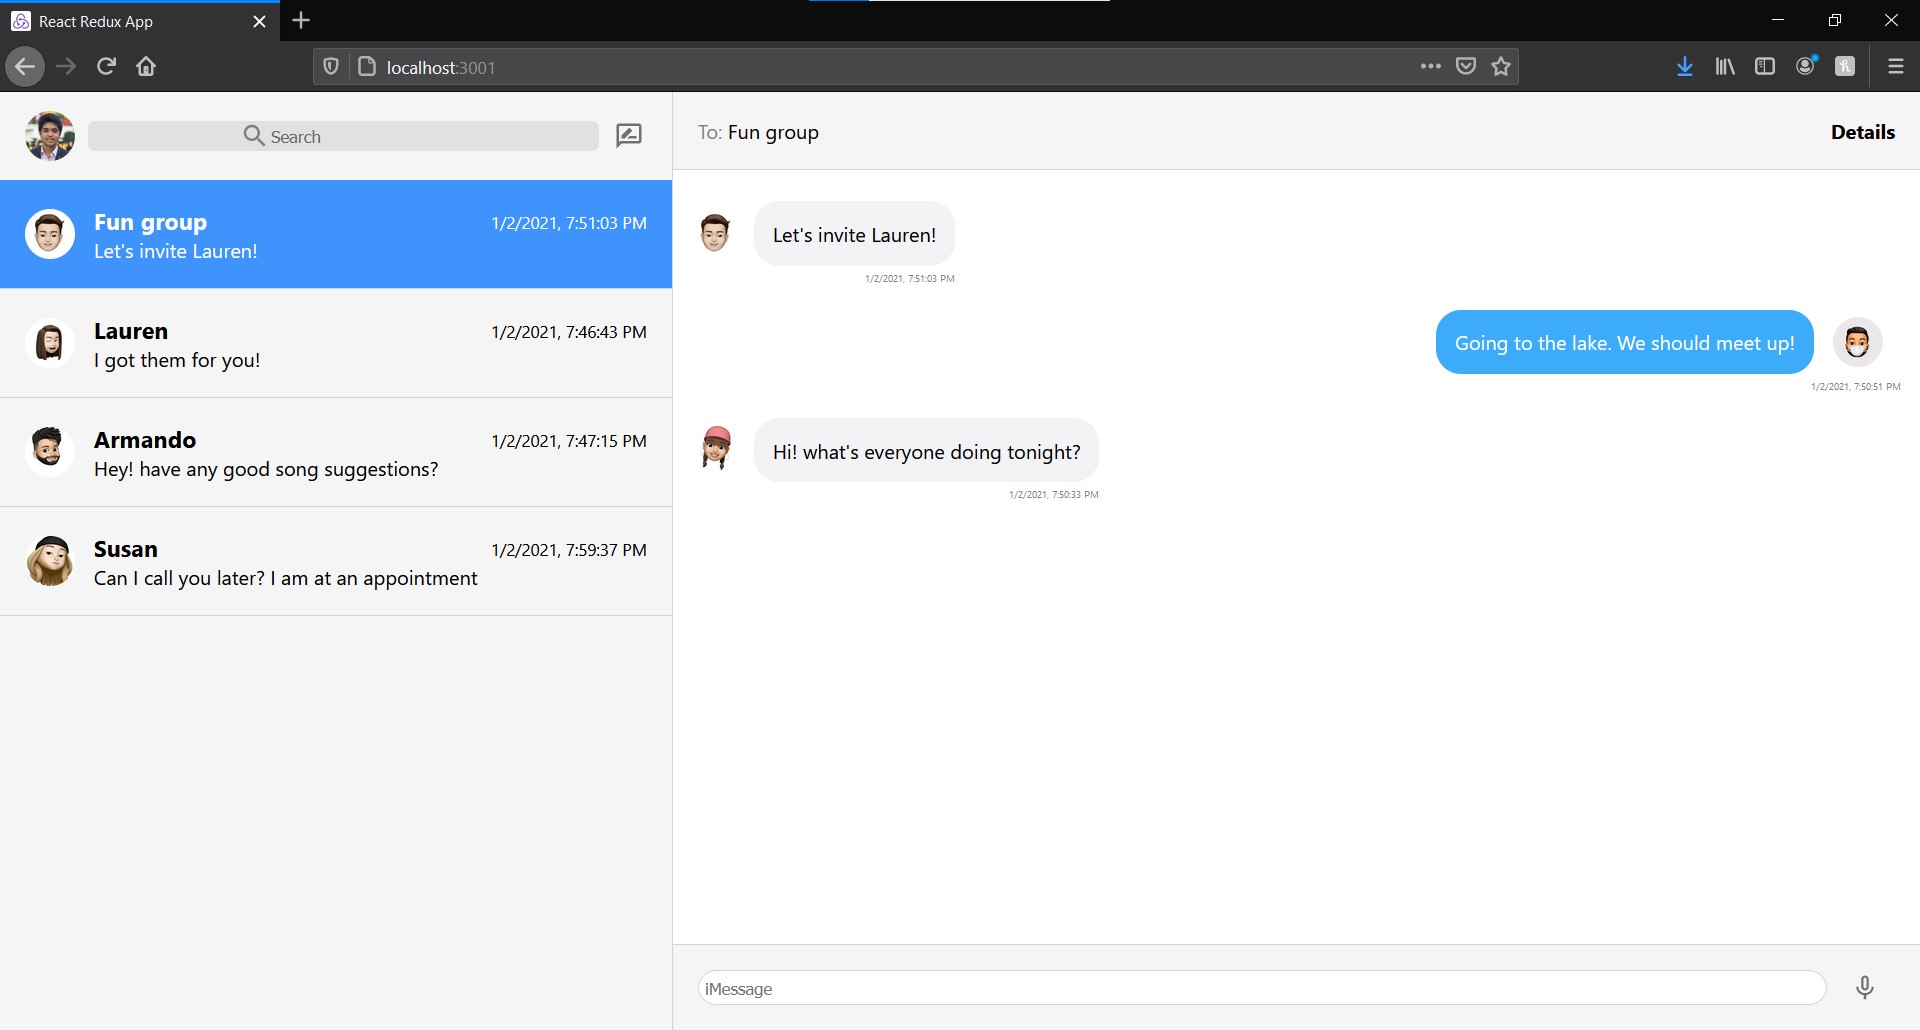 React Redux App
localhost:3001
Search
Fun group
1/2/2021, 7:51:03 PM
Let's invite Lauren!
Lauren
1/2/2021, 7:46:43 PM
I got them for you!
Armando
1/2/2021, 7:47:15 PM
Hey! have any good song suggestions?
Susan
1/2/2021, 7:59:37 PM
Can I call you later? I am at an appointment
To: Fun group
Details
Let's invite Lauren!
1/2/2021, 7:51:03 PM
Going to the lake. We should meet up!
1/2/2021, 7:50:51 PM
Hi! what's everyone doing tonight?
1/2/2021, 7:50:33 PM
iMessage